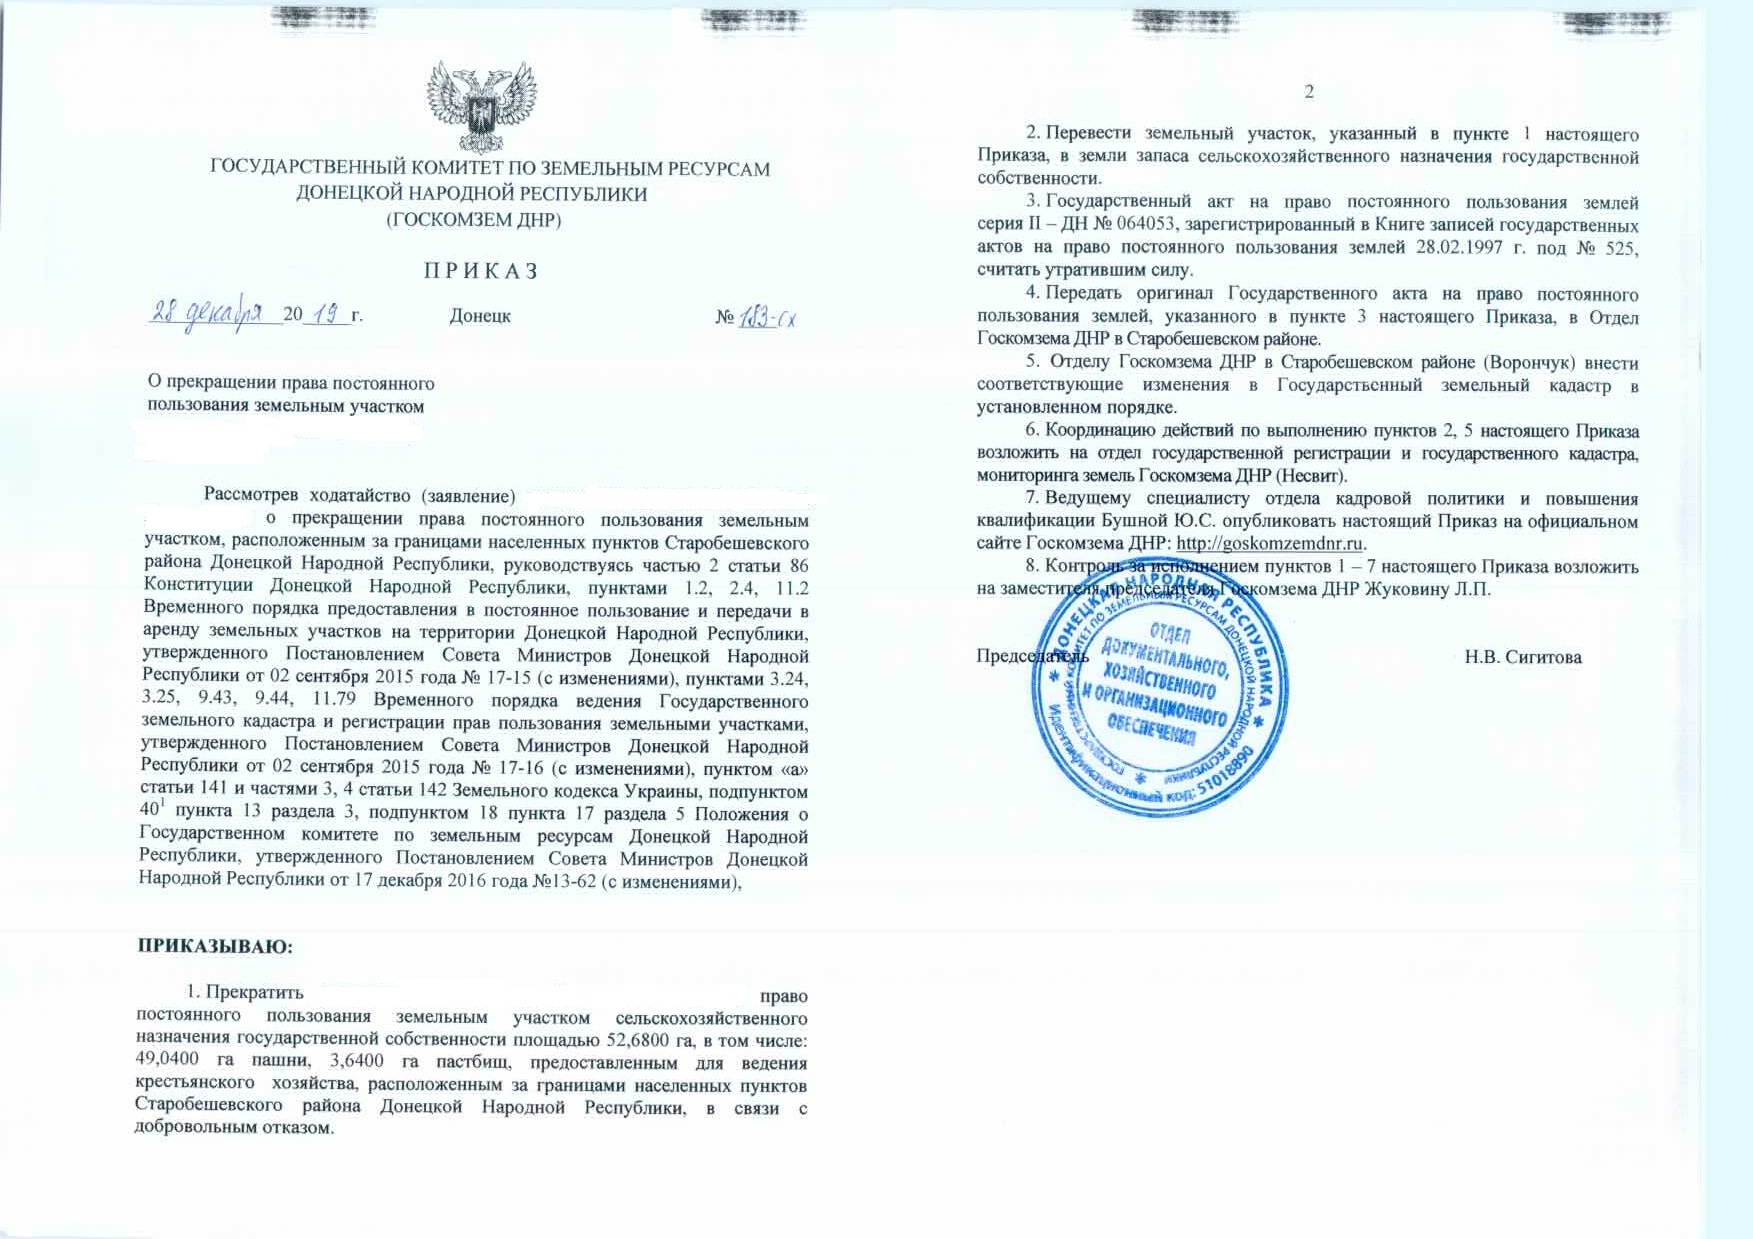 ГОСУДАРСТВЕННЫЙ КОМИТЕТ ПО ЗЕМЕЛЬНЫМ РЕСУРСАМ
ДОНЕЦКОЙ НАРОДНОЙ РЕСПУБЛИКИ
(ГОСКОМЗЕМ ДНР)
П Р И К А З
28 декабря 2019 г. Донецк № 183-сх
О прекращении права постоянного
пользования земельным участком
Рассмотрев ходатайство (заявление)
о прекращении права постоянного пользования земельным
участком, расположенным за границами населенных пунктов Старобешевского
района Донецкой Народной Республики, руководствуясь частью 2 статьи 86
Конституции Донецкой Народной Республики, пунктами 1.2, 2.4, 11.2
Временного порядка предоставления в постоянное пользование и передачи в
аренду земельных участков на территории Донецкой Народной Республики,
утвержденного Постановлением Совета Министров Донецкой Народной
Республики от 02 сентября 2015 года № 17-15 (с изменениями), пунктами 3.24,
3.25, 9.43, 9.44, 11.79 Временного порядка ведения Государственного
земельного кадастра и регистрации прав пользования земельными участками,
утвержденного Постановлением Совета Министров Донецкой Народной
Республики от 02 сентября 2015 года № 17-16 (с изменениями), пунктом «а»
статьи 141 и частями 3, 4 статьи 142 Земельного кодекса Украины, подпунктом
40¹ пункта 13 раздела 3, подпунктом 18 пункта 17 раздела 5 Положения о
Государственном комитете по земельным ресурсам Донецкой Народной
Республики, утвержденного Постановлением Совета Министров Донецкой
Народной Республики от 17 декабря 2016 года №13-62 (с изменениями),
ПРИКАЗЫВАЮ:
1. Прекратить право
постоянного пользования земельным участком сельскохозяйственного
назначения государственной собственности площадью 52,6800 га, в том числе:
49,0400 га пашни, 3,6400 га пастбищ, предоставленным для ведения
крестьянского хозяйства, расположенным за границами населенных пунктов
Старобешевского района Донецкой Народной Республики, в связи с
добровольным отказом.
2
2. Перевести земельный участок, указанный в пункте 1 настоящего
Приказа, в земли запаса сельскохозяйственного назначения государственной
собственности.
3. Государственный акт на право постоянного пользования землей
серия II – ДН № 064053, зарегистрированный в Книге записей государственных
актов на право постоянного пользования землей 28.02.1997 г. под № 525,
считать утратившим силу.
4. Передать оригинал Государственного акта на право постоянного
пользования землей, указанного в пункте 3 настоящего Приказа, в Отдел
Госкомзема ДНР в Старобешевском районе.
5. Отделу Госкомзема ДНР в Старобешевском районе (Ворончук) внести
соответствующие изменения в Государственный земельный кадастр в
установленном порядке.
6. Координацию действий по выполнению пунктов 2, 5 настоящего Приказа
возложить на отдел государственной регистрации и государственного кадастра,
мониторинга земель Госкомзема ДНР (Несвит).
7. Ведущему специалисту отдела кадровой политики и повышения
квалификации Бушной Ю.С. опубликовать настоящий Приказ на официальном
сайте Госкомзема ДНР: http://goskomzemdnr.ru.
8. Контроль за исполнением пунктов 1 – 7 настоящего Приказа возложить
на заместителя председателя Госкомзема ДНР Жуковину Л.П.
Председатель Н.В. Сигитова
* ДОНЕЦКАЯ НАРОДНАЯ РЕСПУБЛИКА *
Идентификационный код: 51018890
ГОСУДАРСТВЕННЫЙ КОМИТЕТ ПО ЗЕМЕЛЬНЫМ РЕСУРСАМ ДОНЕЦКОЙ НАРОДНОЙ РЕСПУБЛИКИ *
ОТДЕЛ
ДОКУМЕНТАЛЬНОГО,
ХОЗЯЙСТВЕННОГО
И ОРГАНИЗАЦИОННОГО
ОБЕСПЕЧЕНИЯ